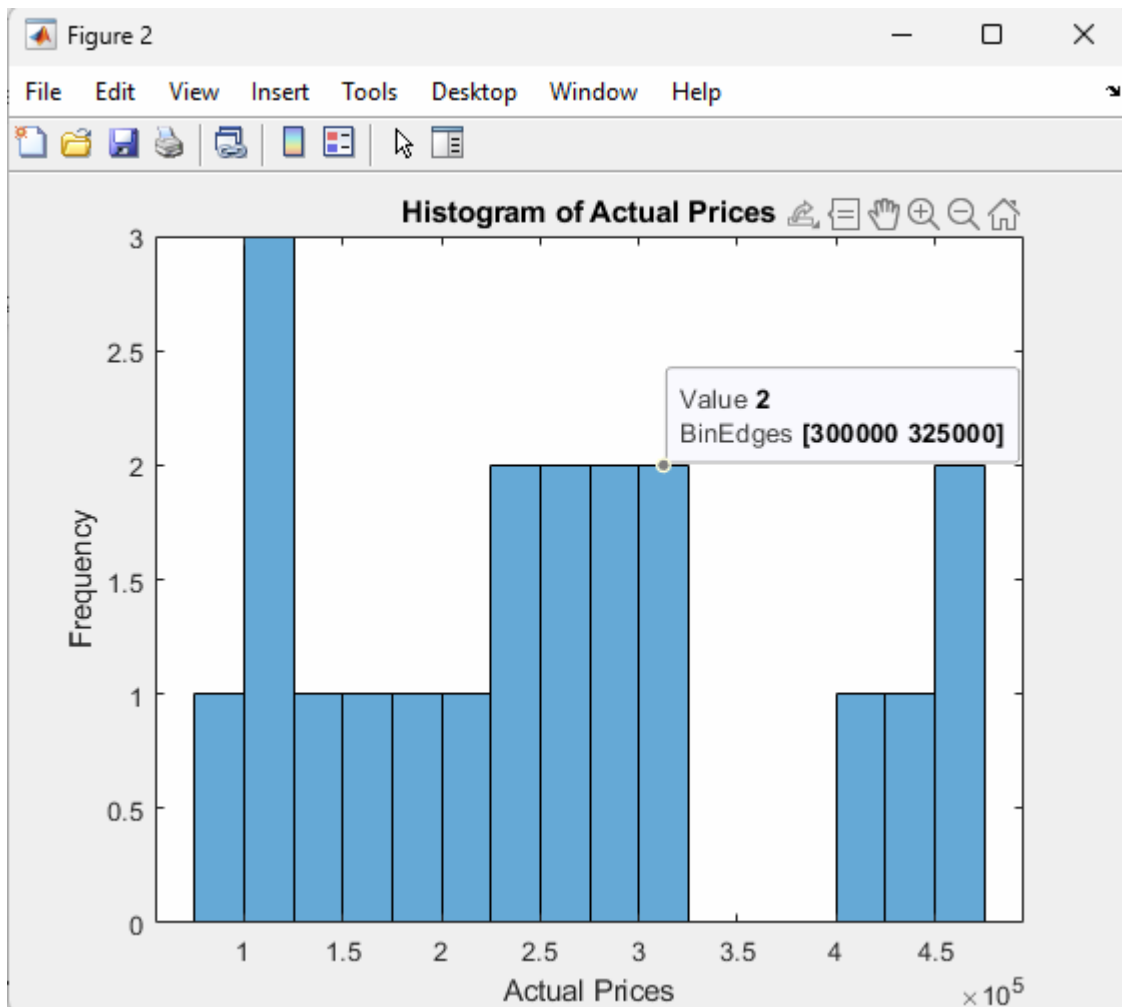 Figure 2
File Edit View Insert Tools Desktop Window Help
Histogram of Actual Prices
3
2.5
2
1.5
1
0.5
0
Frequency
Value 2
BinEdges [300000 325000]
1 1.5 2 2.5 3 3.5 4 4.5
Actual Prices
×10⁵